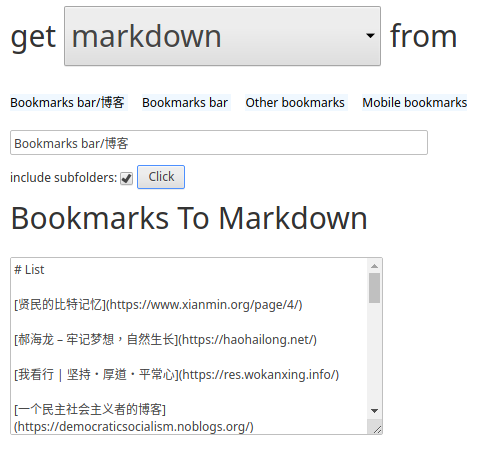 get markdown from
Bookmarks bar/博客 Bookmarks bar Other bookmarks Mobile bookmarks
Bookmarks bar/博客
include subfolders: Click
Bookmarks To Markdown
# List
[贤民的比特记忆](https://www.xianmin.org/page/4/)
[郝海龙 – 牢记梦想，自然生长](https://haohailong.net/)
[我看行 | 坚持・厚道・平常心](https://res.wokanxing.info/)
[一个民主社会主义者的博客]
(https://democraticsocialism.noblogs.org/)